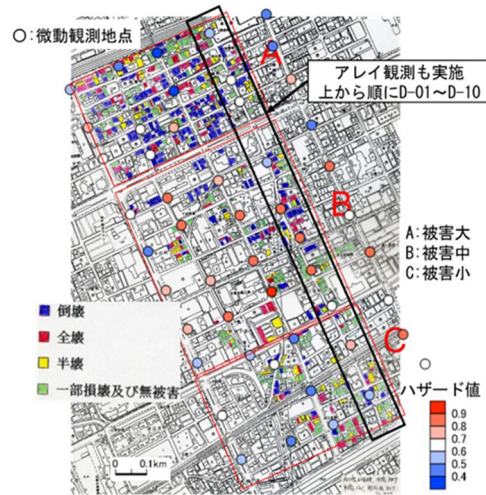 ○:微動観測地点
A
アレイ観測も実施
上から順にD-01～D-10
B
A:被害大
B:被害中
C:被害小
倒壊
全壊
半壊
一部損壊及び無被害
C
ハザード値
0.9
0.8
0.7
0.6
0.5
0.4
0 0.1km